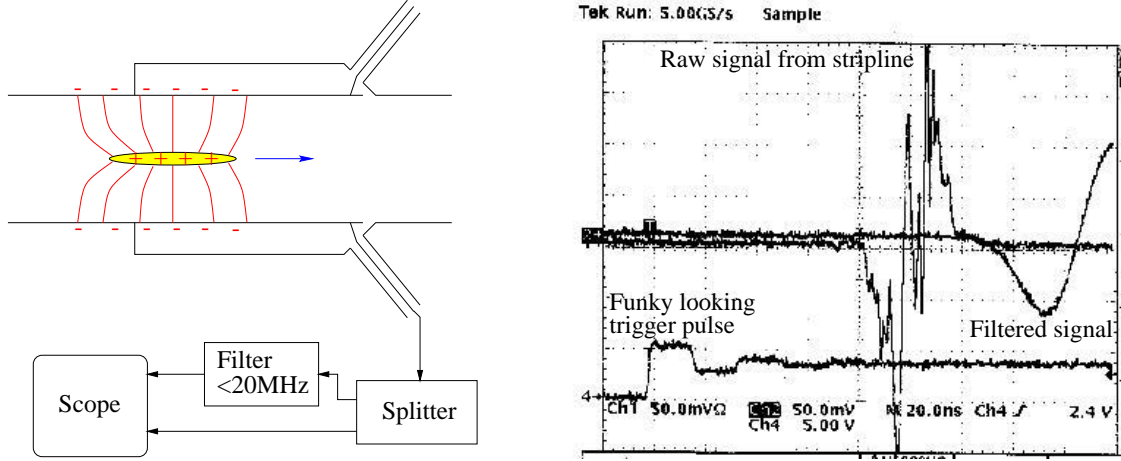 Filter
<20MHz
Scope
Splitter
Tek Run: 5.00GS/s Sample
Raw signal from stripline
Funky looking
trigger pulse
Filtered signal
4
Ch1 50.0mVΩ 50.0mV M 20.0ns Ch4 2.4 V
Ch4 5.00 V